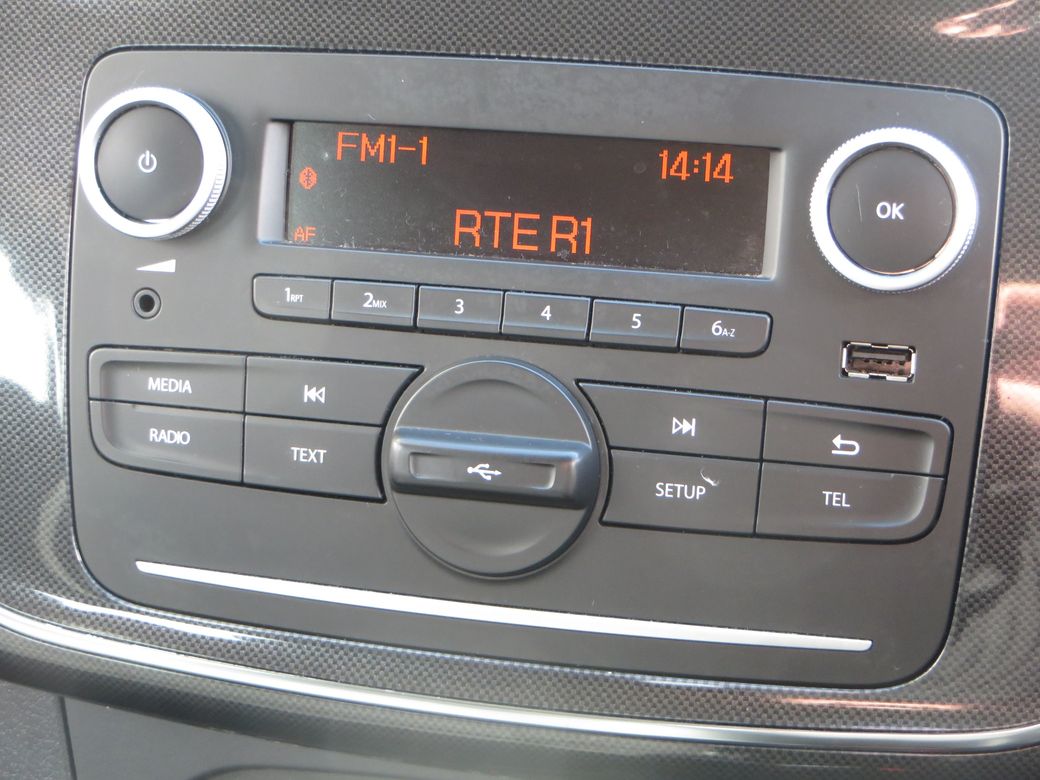 FM1-1 14:14
AF RTE R1
OK
1RPT 2MIX 3 4 5 6A-Z
MEDIA
RADIO TEXT
SETUP TEL